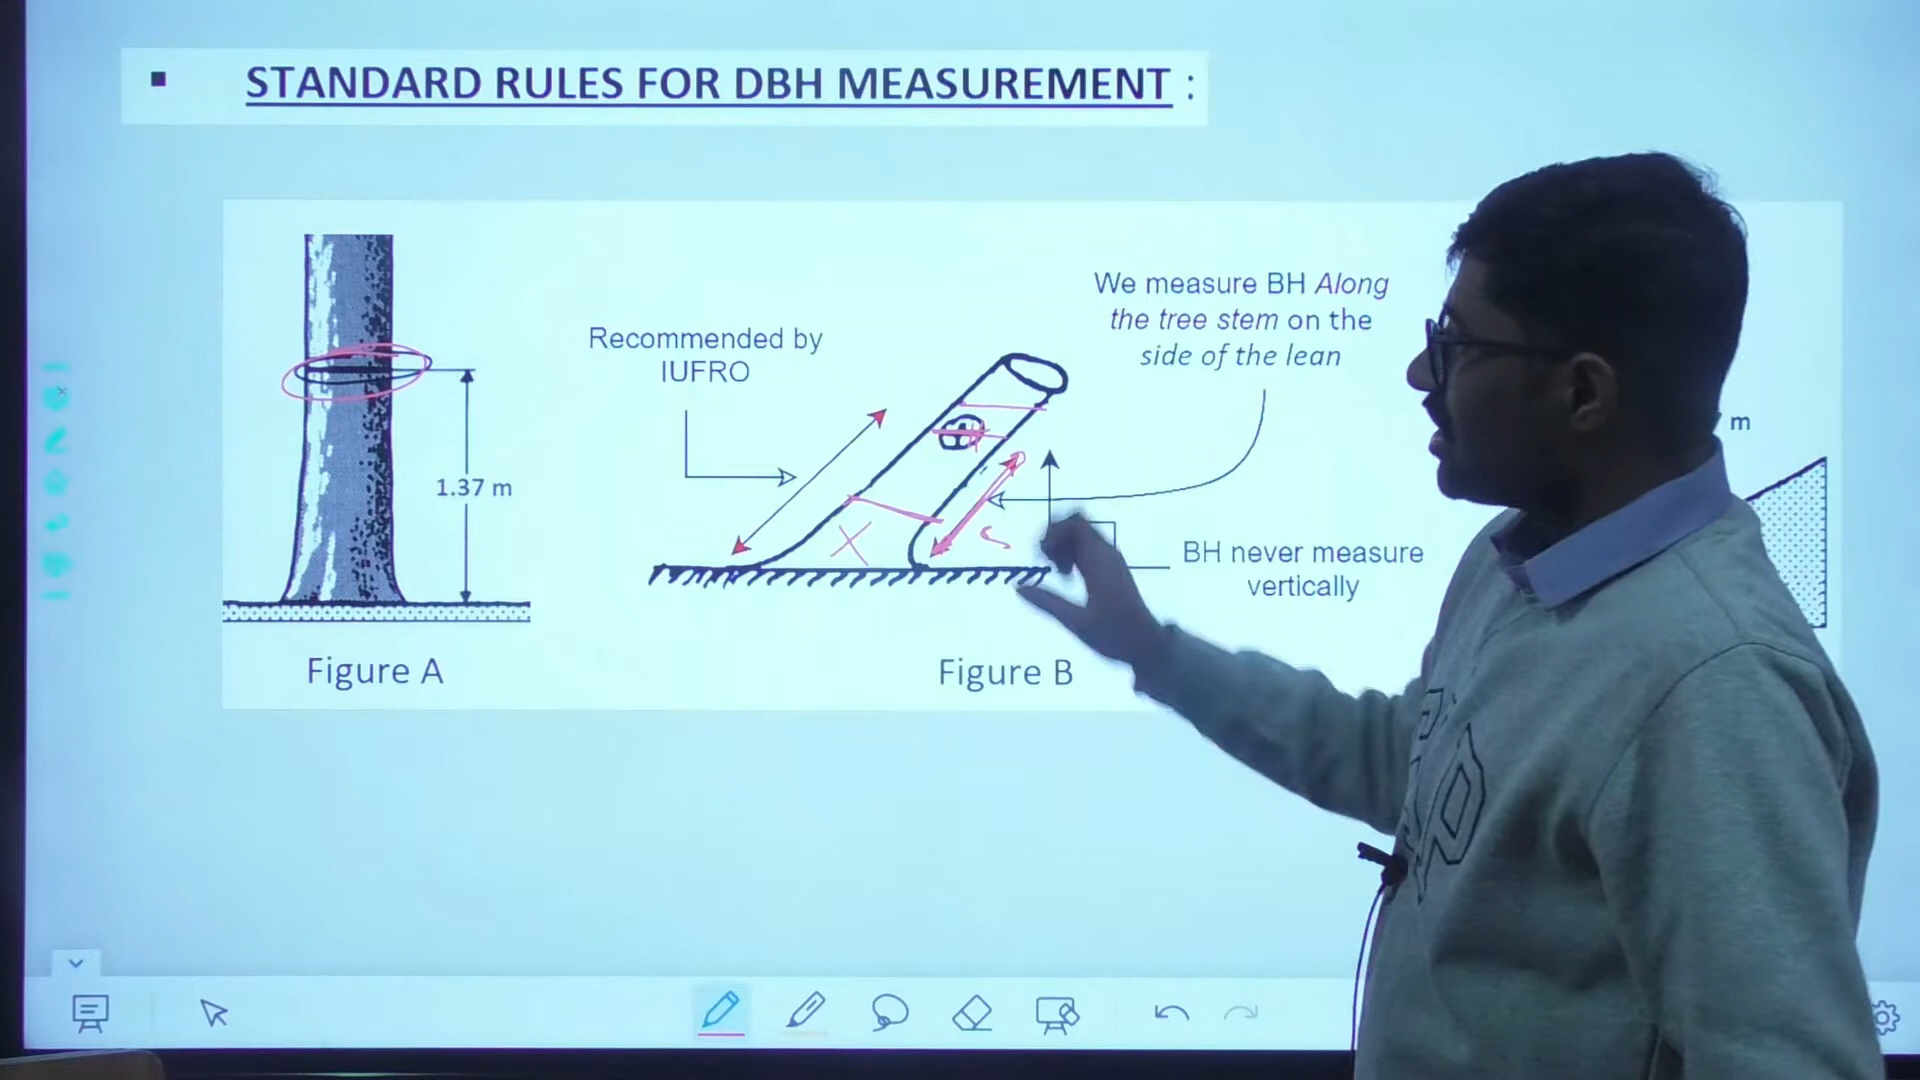 ▪ STANDARD RULES FOR DBH MEASUREMENT :
We measure BH Along
the tree stem on the
side of the lean
Recommended by
IUFRO
m
1.37 m
BH never measure
vertically
Figure A
Figure B